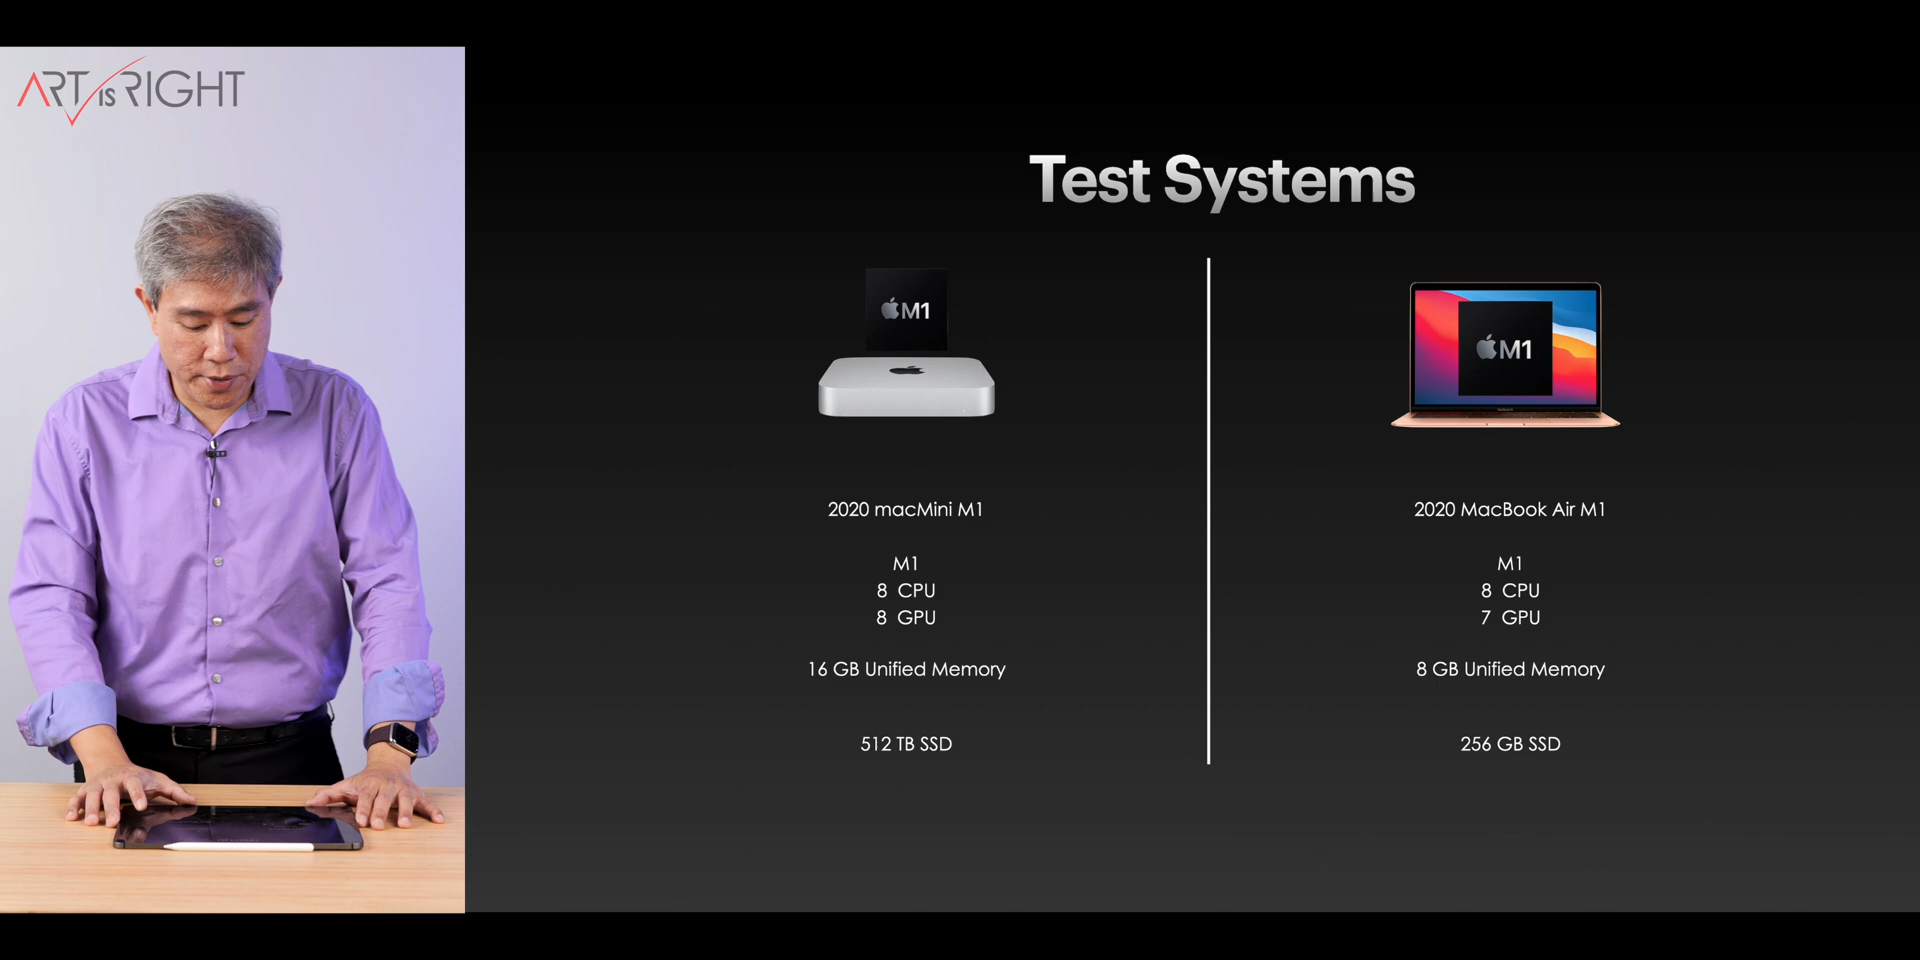 ART IS RIGHT
Test Systems
M1
M1
2020 macMini M1
M1
8 CPU
8 GPU
16 GB Unified Memory
512 TB SSD
2020 MacBook Air M1
M1
8 CPU
7 GPU
8 GB Unified Memory
256 GB SSD